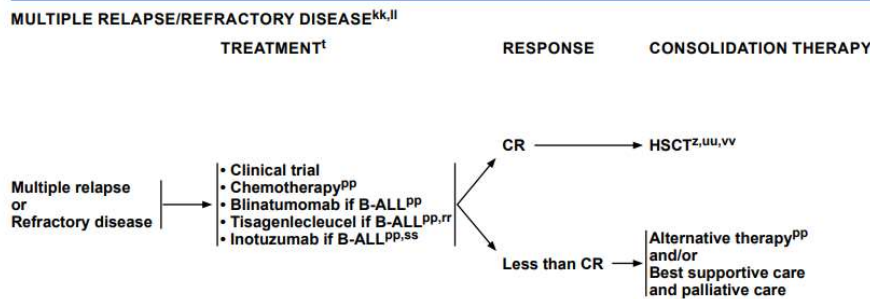 MULTIPLE RELAPSE/REFRACTORY DISEASEkk,ll
TREATMENTt
RESPONSE
CONSOLIDATION THERAPY
Multiple relapse
or
Refractory disease
• Clinical trial
• Chemotherapypp
• Blinatumomab if B-ALLpp
• Tisagenlecleucel if B-ALLpp,rr
• Inotuzumab if B-ALLpp,ss
CR
HSCTz,uu,vv
Less than CR
Alternative therapypp
and/or
Best supportive care
and palliative care